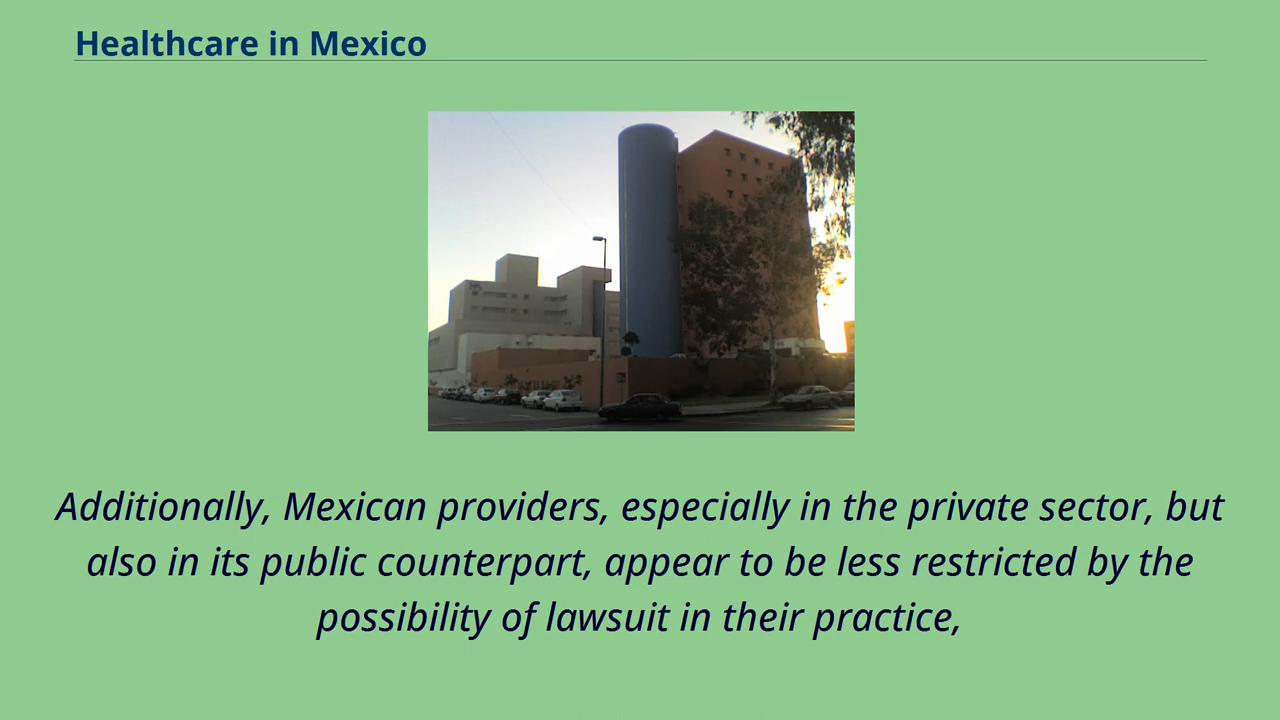 Healthcare in Mexico
Additionally, Mexican providers, especially in the private sector, but
also in its public counterpart, appear to be less restricted by the
possibility of lawsuit in their practice,